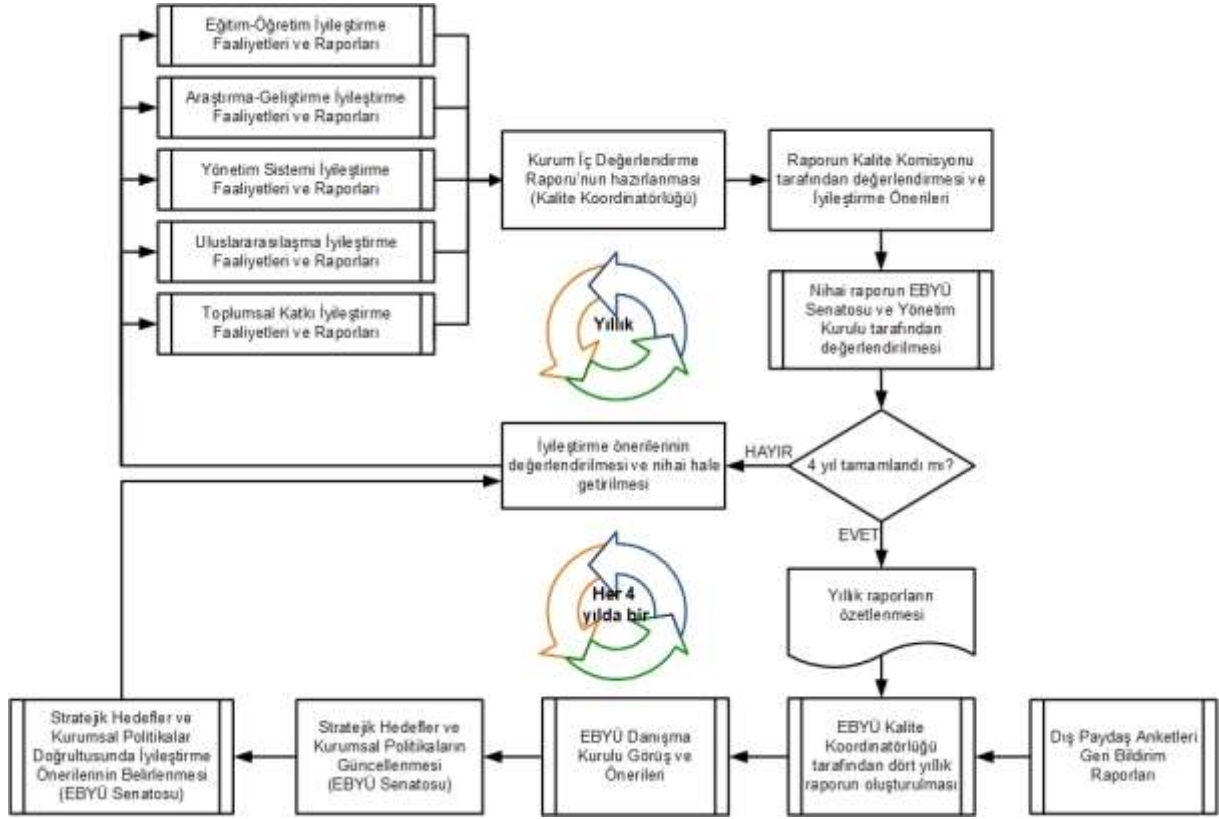 Eğitim-Öğretim İyileştirme
Faaliyetleri ve Raporları
Araştırma-Geliştirme İyileştirme
Faaliyetleri ve Raporları
Yönetim Sistemi İyileştirme
Faaliyetleri ve Raporları
Uluslararasılaşma İyileştirme
Faaliyetleri ve Raporları
Toplumsal Katkı İyileştirme
Faaliyetleri ve Raporları
Kurum İç Değerlendirme
Raporu'nun hazırlanması
(Kalite Koordinatörlüğü)
Raporun Kalite Komisyonu
tarafından değerlendirmesi ve
İyileştirme Önerileri
Nihai raporun EBYÜ
Senatosu ve Yönetim
Kurulu tarafından
değerlendirilmesi
Yıllık
4 yıl tamamlandı mı?
HAYIR
İyileştirme önerilerinin
değerlendirilmesi ve nihai hale
getirilmesi
EVET
Yıllık raporların
özetlenmesi
Her 4
yılda bir
Stratejik Hedefler ve
Kurumsal Politikalar
Doğrultusunda İyileştirme
Önerilerinin Belirlenmesi
(EBYÜ Senatosu)
Stratejik Hedefler ve
Kurumsal Politikaların
Güncellenmesi
(EBYÜ Senatosu)
EBYÜ Danışma
Kurulu Görüş ve
Önerileri
EBYÜ Kalite
Koordinatörlüğü
tarafından dört yıllık
raporun oluşturulması
Dış Paydaş Anketleri
Geri Bildirim
Raporları